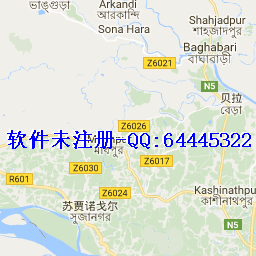 ভাঙ্গুড়া
Arkandi
আরকান্দি
Sona Hara
Shahjadpur
শাহজাদপুর
Baghabari
বাঘাবাড়ী
Z6021
N5
贝拉
বেড়া
Z6026
软件未注册 QQ:64445322
মাধপুর
Z6017
Z6030
R601
Z6024
Kashinathpur
কাশীনাথপুর
苏贾诺戈尔
সুজানগর
N5